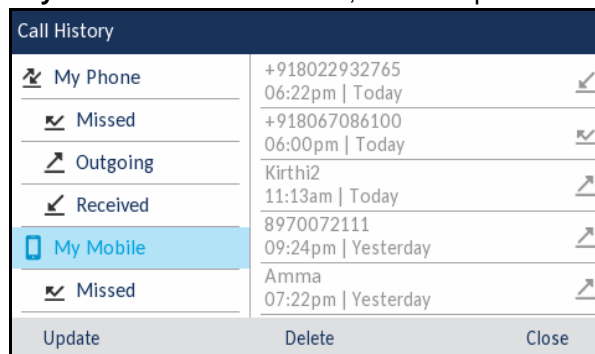 Call History
My Phone
Missed
Outgoing
Received
My Mobile
Missed
+918022932765
06:22pm | Today
+918067086100
06:00pm | Today
Kirthi2
11:13am | Today
8970072111
09:24pm | Yesterday
Amma
07:22pm | Yesterday
Update Delete Close